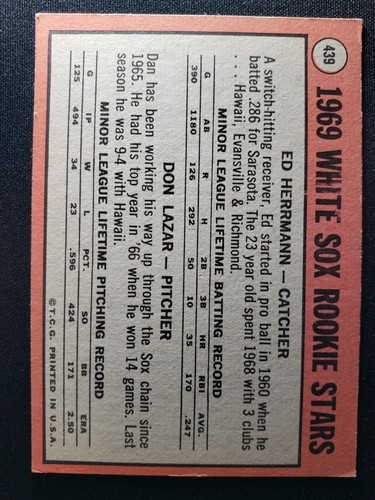 439
1969 WHITE SOX ROOKIE STARS
ED HERRMANN — CATCHER
A switch-hitting receiver, Ed started in pro ball in 1960 when he
batted .286 for Sarasota. The 23 year old spent 1968 with 3 clubs
. . . Hawaii, Evansville & Richmond.
MINOR LEAGUE LIFETIME BATTING RECORD
G AB R H 2B 3B HR RBI AVG.
390 1180 126 292 50 10 35 170 .247
DON LAZAR — PITCHER
Dan has been working his way up through the Sox chain since
1965. He had his top year in '66 when he won 14 games. Last
season he was 9-4 with Hawaii.
MINOR LEAGUE LIFETIME PITCHING RECORD
G IP W L PCT. SO BB ERA
125 494 34 23 .596 424 171 2.50
© T.C.G. PRINTED IN U.S.A.